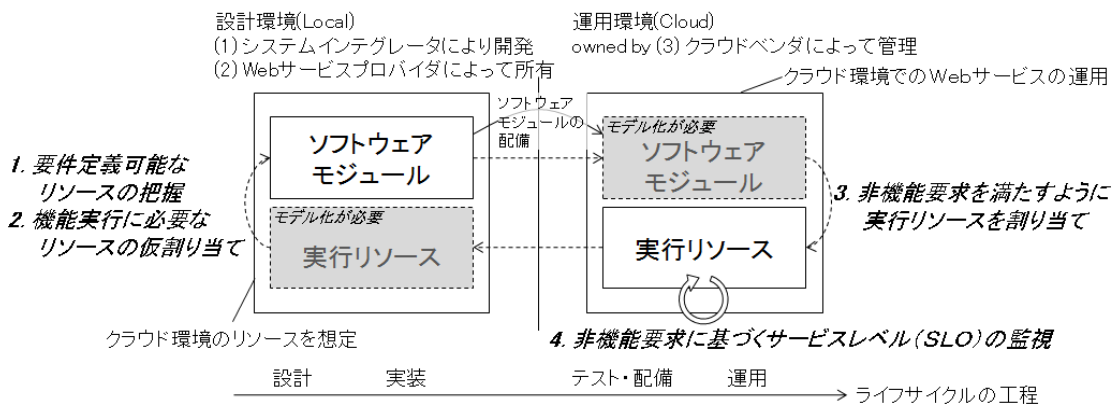 設計環境(Local)
(1)システムインテグレータにより開発
(2)Webサービスプロバイダによって所有
運用環境(Cloud)
owned by (3)クラウドベンダによって管理
クラウド環境でのWebサービスの運用
ソフトウェア
モジュールの
配備
ソフトウェア
モジュール
モデル化が必要
ソフトウェア
モジュール
1. 要件定義可能な
リソースの把握
2. 機能実行に必要な
リソースの仮割り当て
3. 非機能要求を満たすように
実行リソースを割り当て
モデル化が必要
実行リソース
実行リソース
クラウド環境のリソースを想定
4. 非機能要求に基づくサービスレベル(SLO)の監視
設計
実装
テスト・配備
運用
ライフサイクルの工程